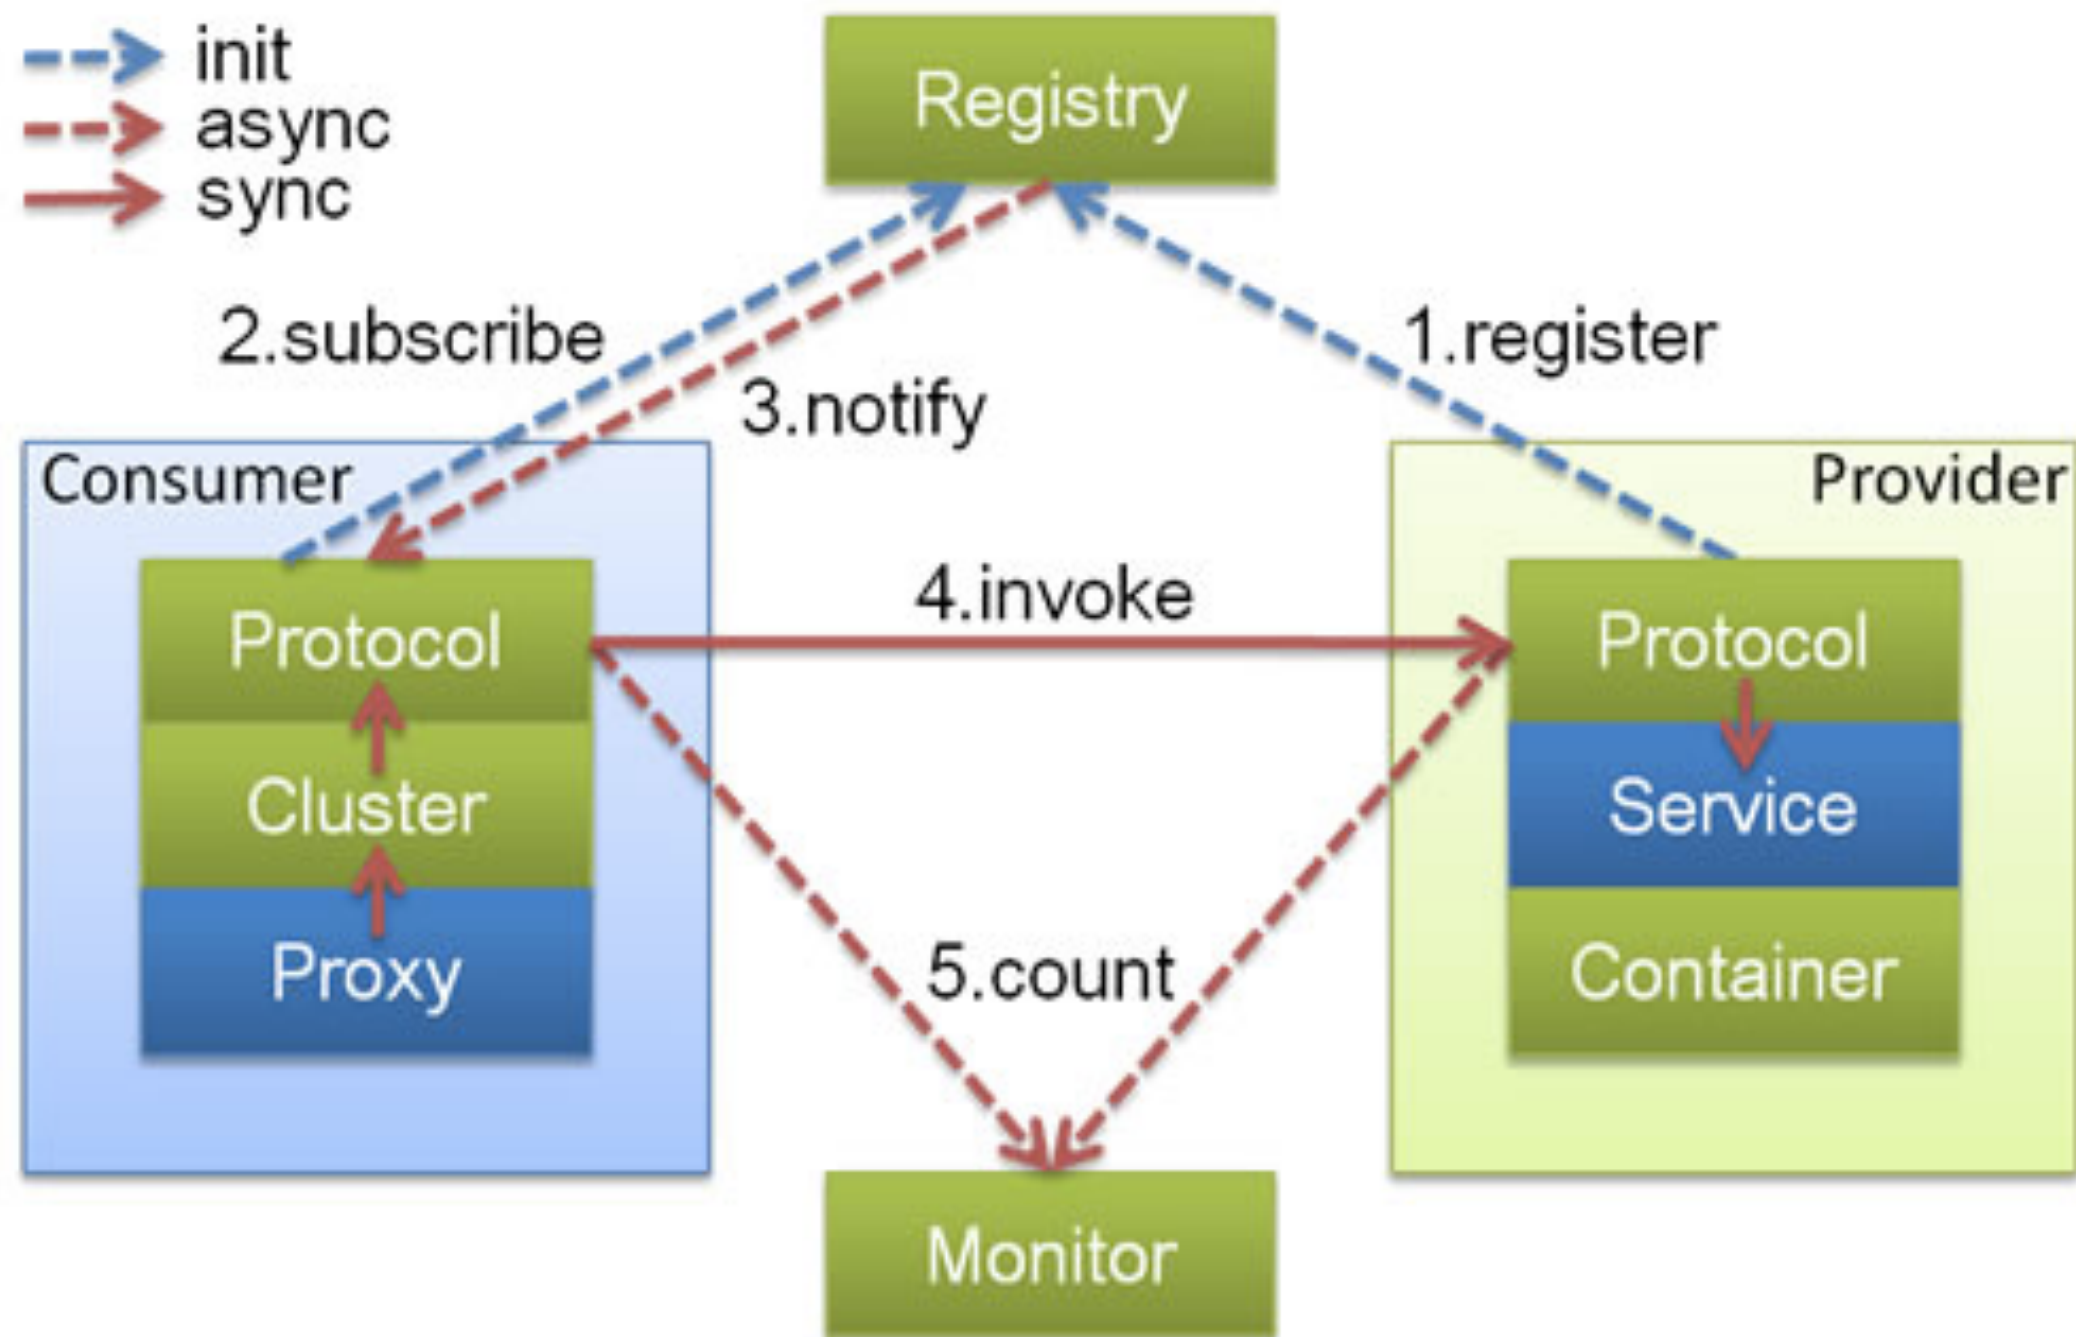 init
async
sync
Registry
2.subscribe
1.register
3.notify
Consumer
Provider
4.invoke
Protocol
Protocol
Cluster
Service
Proxy
5.count
Container
Monitor